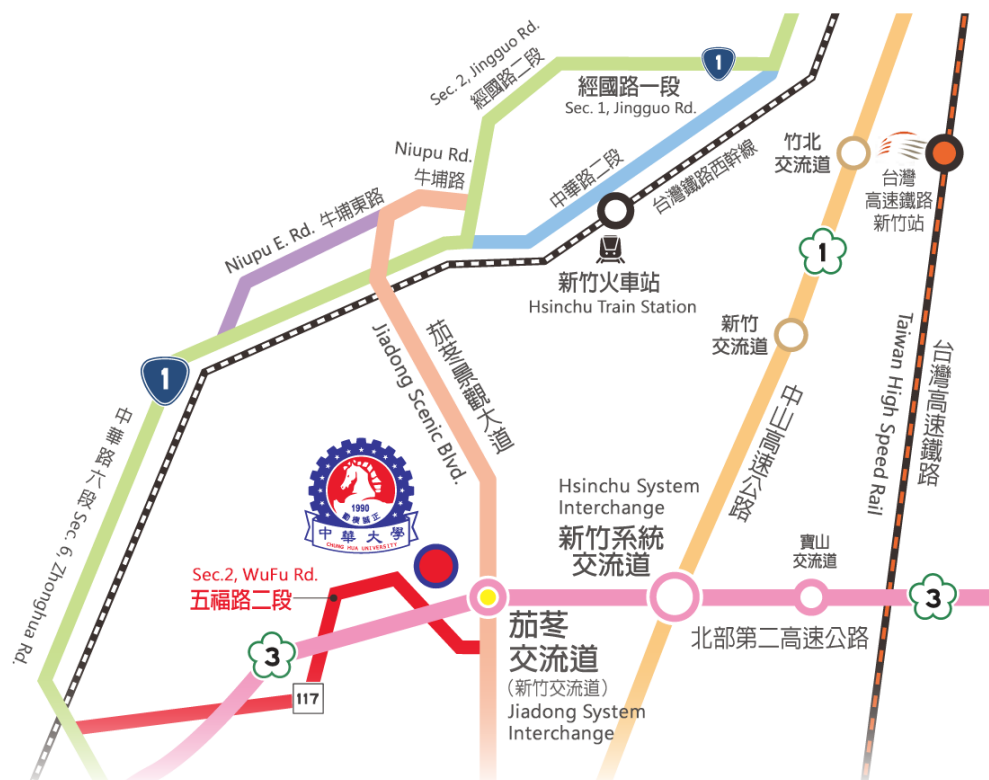 Sec. 2, Jingguo Rd.
經國路二段
1
經國路一段
Sec. 1, Jingguo Rd.
Niupu Rd.
牛埔路
中華路二段
台灣鐵路西幹線
竹北
交流道
台灣
高速鐵路
新竹站
Niupu E. Rd. 牛埔東路
1
新竹火車站
Hsinchu Train Station
新竹
交流道
1
茄苳景觀大道
Jiadong Scenic Blvd.
中山高速公路
Taiwan High Speed Rail
台灣高速鐵路
中華路六段 Sec. 6, Zhonghua Rd.
1990
勤樸誠正
中華大學
CHUNG HUA UNIVERSITY
Hsinchu System
Interchange
新竹系統
交流道
寶山
交流道
Sec.2, WuFu Rd.
五福路二段
3
3
北部第二高速公路
117
茄苳
交流道
(新竹交流道)
Jiadong System
Interchange